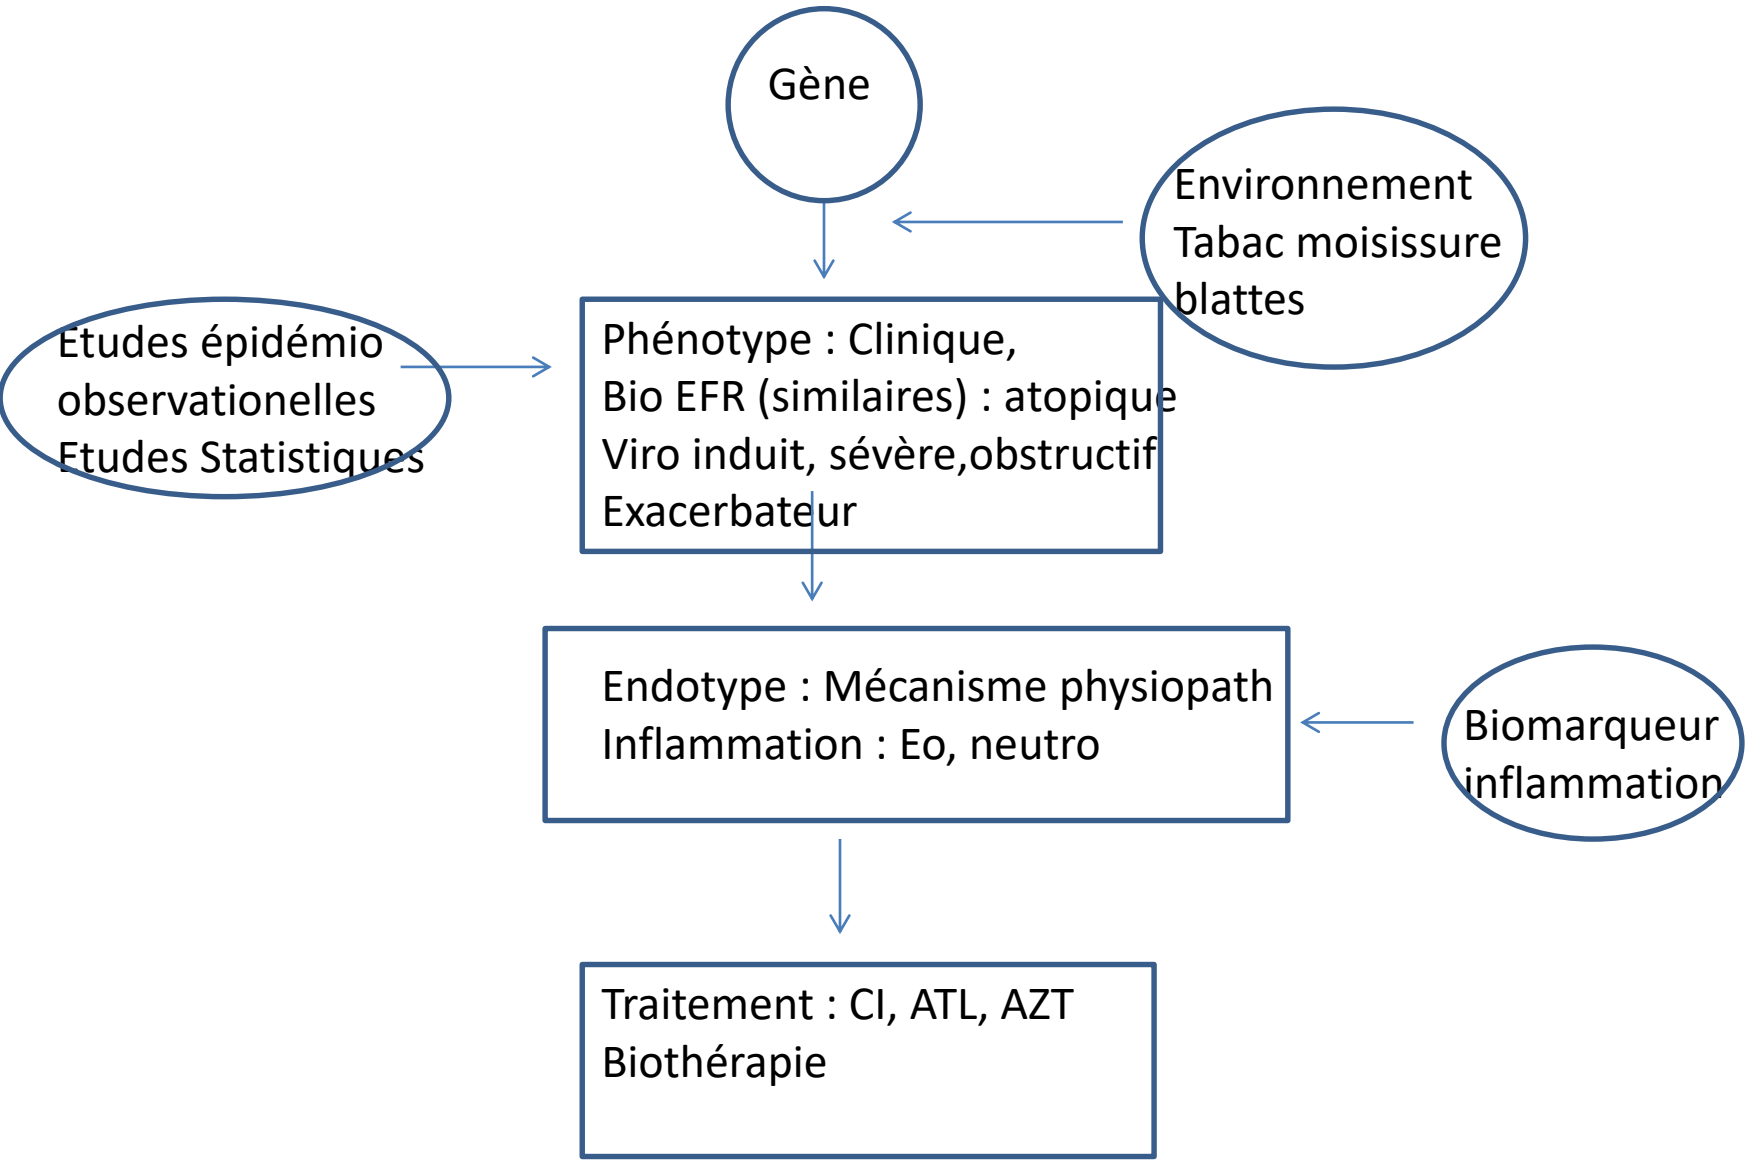 Gène
Environnement
Tabac moisissure
blattes
Etudes épidémio
observationelles
Etudes Statistiques
Phénotype : Clinique,
Bio EFR (similaires) : atopique
Viro induit, sévère,obstructif
Exacerbateur
Endotype : Mécanisme physiopath
Inflammation : Eo, neutro
Biomarqueur
inflammation
Traitement : CI, ATL, AZT
Biothérapie